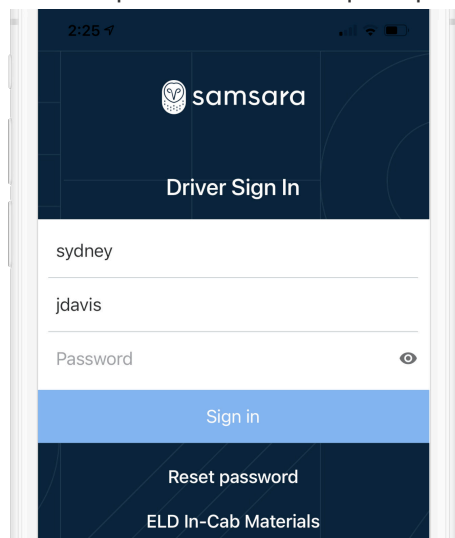 2:25
samsara
Driver Sign In
sydney
jdavis
Password
Sign in
Reset password
ELD In-Cab Materials